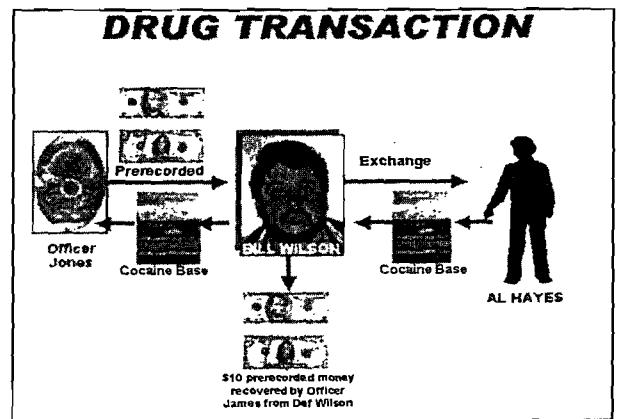 DRUG TRANSACTION
Prerecorded
Exchange
Officer
Jones
Cocaine Base
BILL WILSON
Cocaine Base
AL HAYES
$10 prerecorded money
recovered by Officer
James from Def Wilson